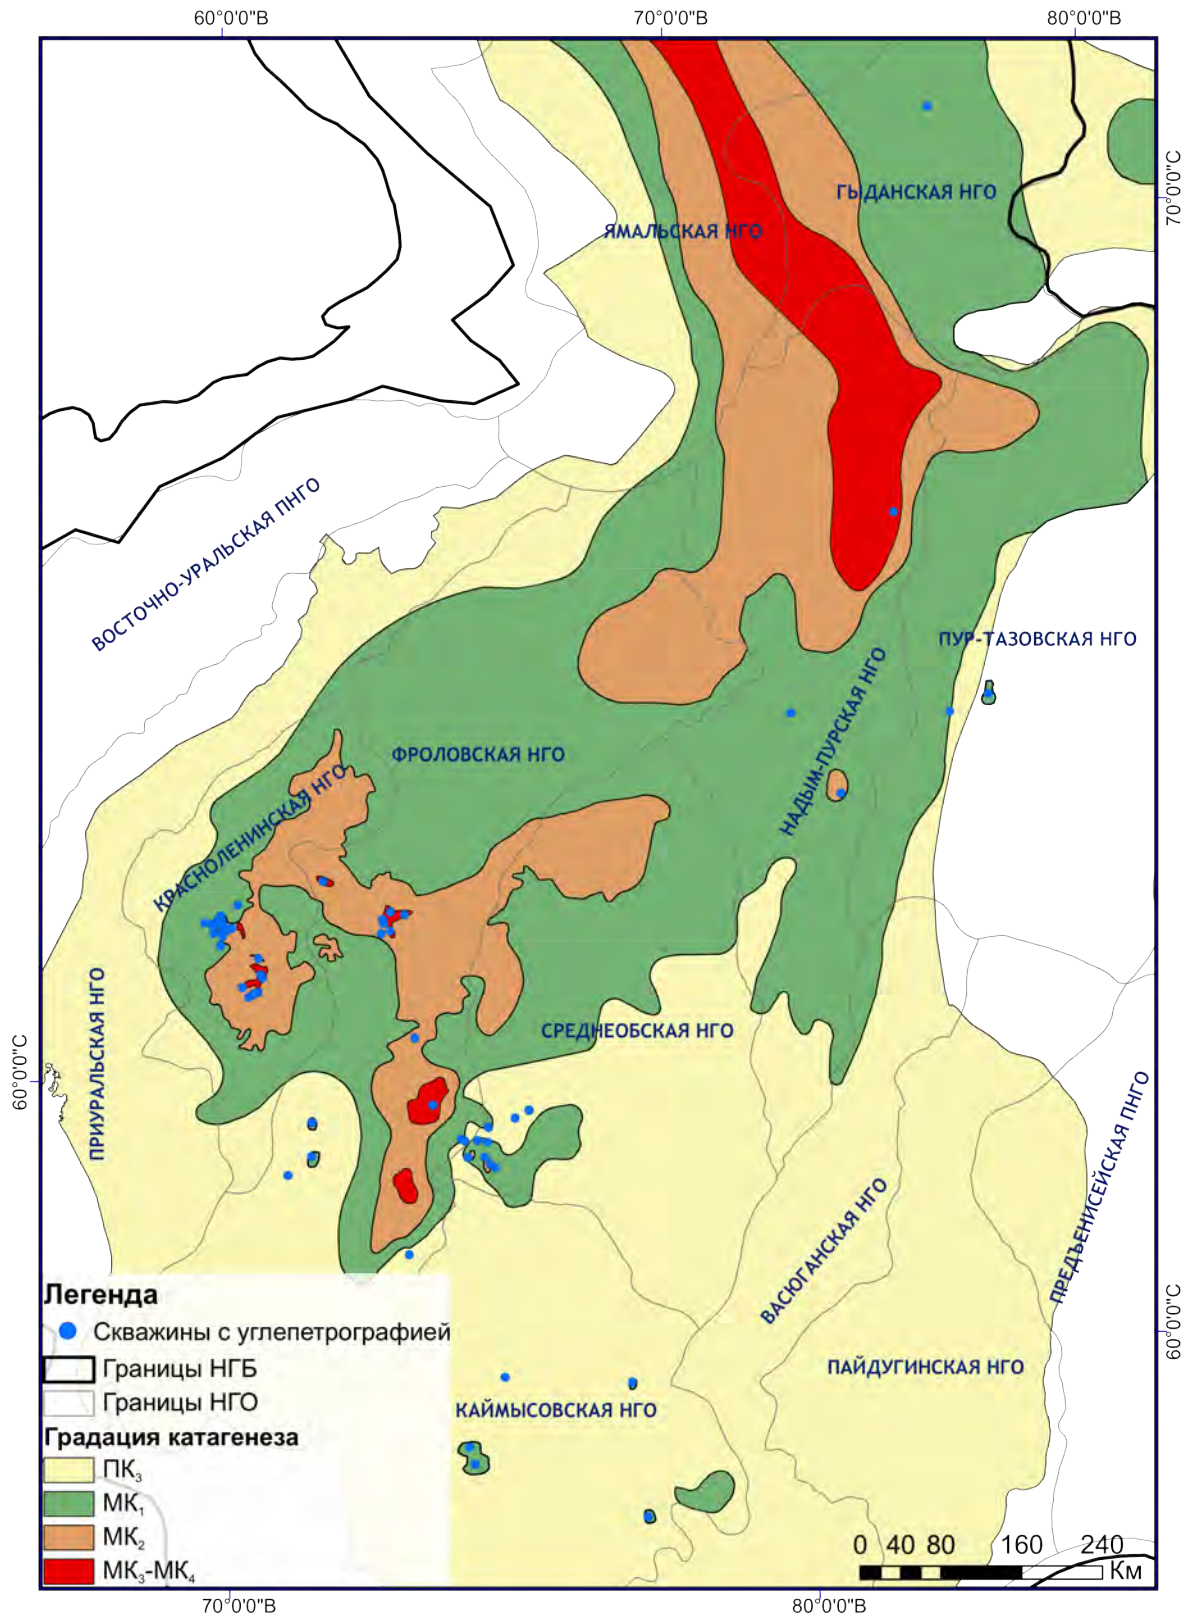 60°0'0"В
70°0'0"В
80°0'0"В
70°0'0"С
ГЫДАНСКАЯ НГО
ЯМАЛЬСКАЯ НГО
ВОСТОЧНО-УРАЛЬСКАЯ ПНГО
ПУР-ТАЗОВСКАЯ НГО
НАДЫМ-ПУРСКАЯ НГО
ФРОЛОВСКАЯ НГО
КРАСНОЛЕНИНСКАЯ НГО
ПРИУРАЛЬСКАЯ НГО
СРЕДНЕОБСКАЯ НГО
60°0'0"С
ПРЕДЪЕНИСЕЙСКАЯ ПНГО
ВАСЮГАНСКАЯ НГО
60°0'0"С
ПАЙДУГИНСКАЯ НГО
КАЙМЫСОВСКАЯ НГО
Легенда
Скважины с углепетрографией
Границы НГБ
Границы НГО
Градация катагенеза
ПК₃
МК₁
МК₂
МК₃-МК₄
0 40 80 160 240
Км
70°0'0"В
80°0'0"В